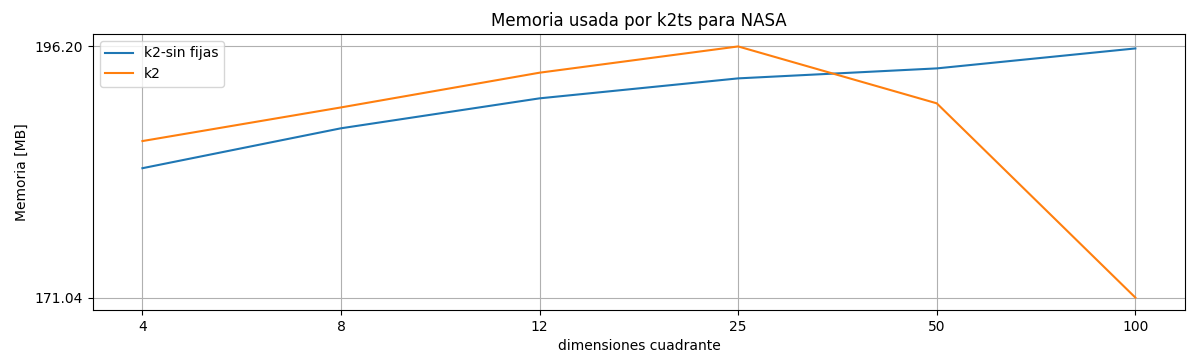 Memoria usada por k2ts para NASA
k2-sin fijas
k2
Memoria [MB]
196.20
171.04
4 8 12 25 50 100
dimensiones cuadrante